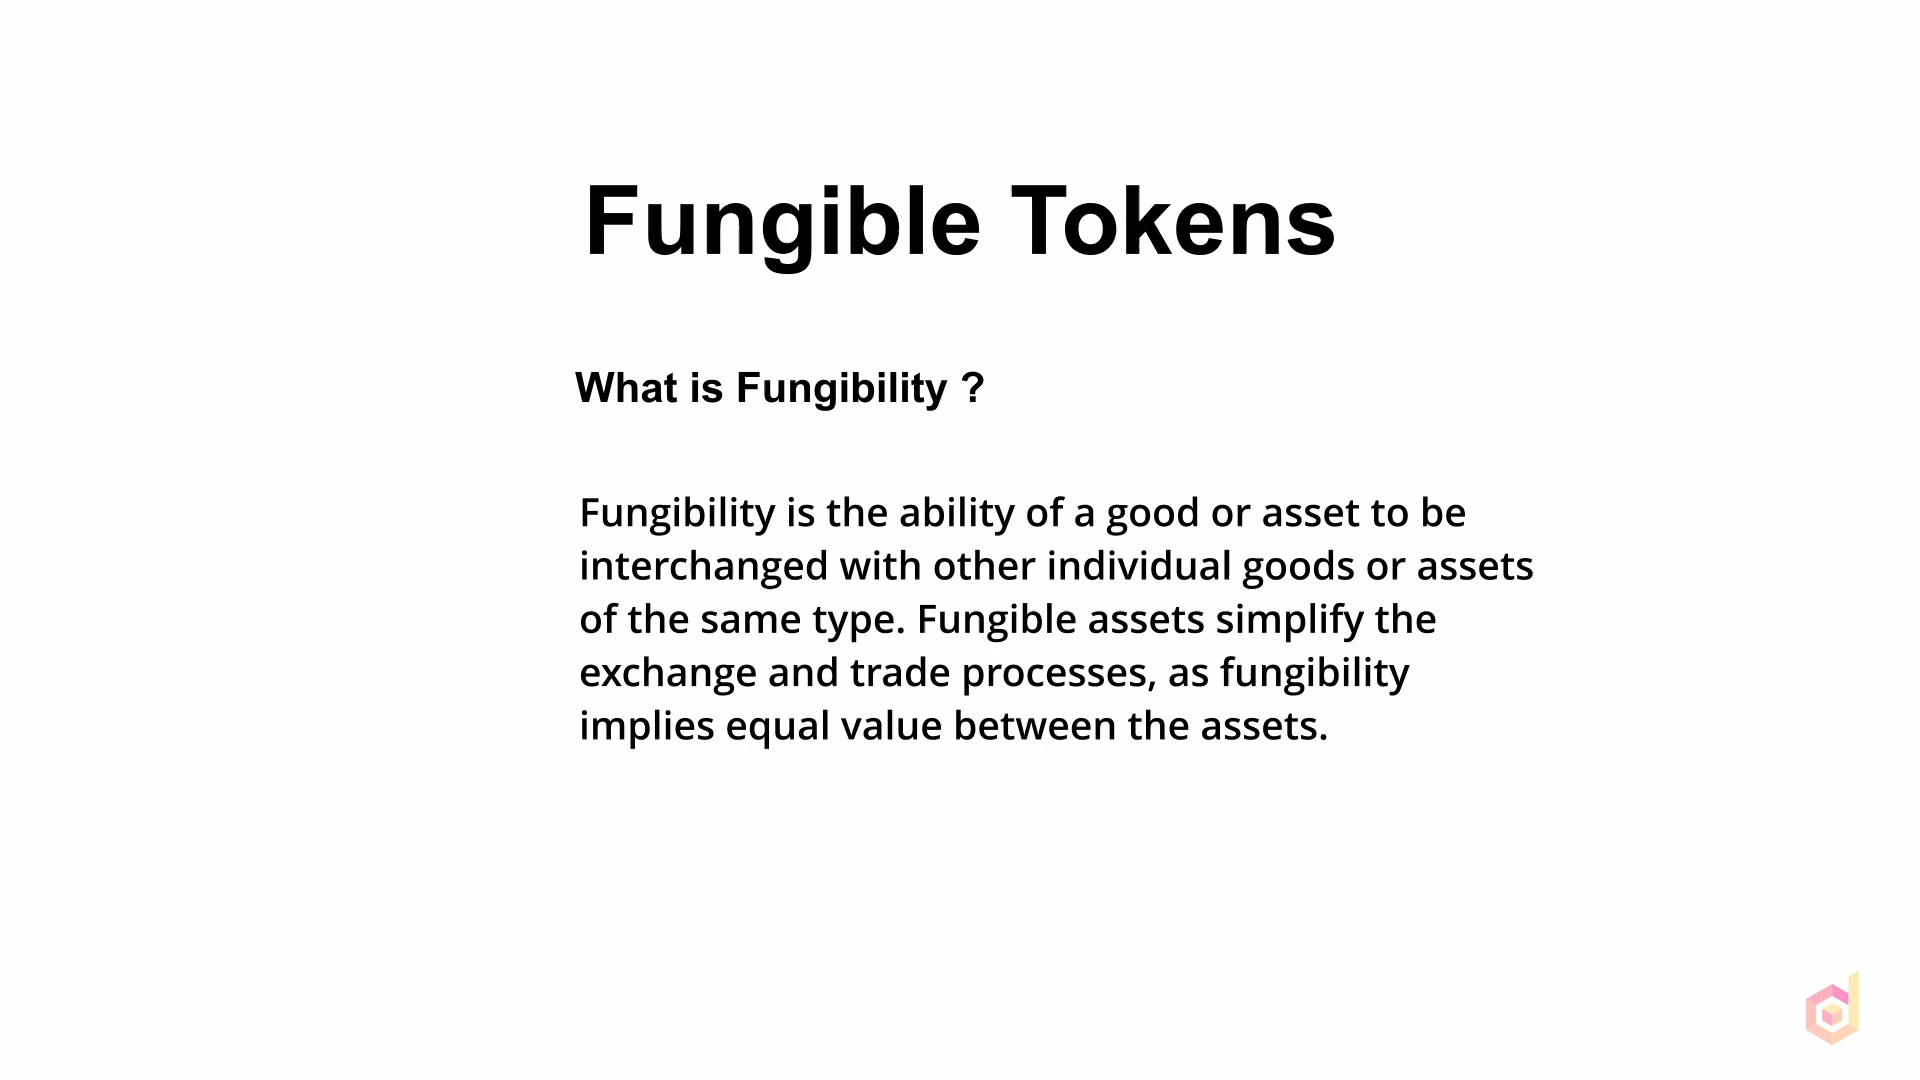 Fungible Tokens
What is Fungibility ?
Fungibility is the ability of a good or asset to be
interchanged with other individual goods or assets
of the same type. Fungible assets simplify the
exchange and trade processes, as fungibility
implies equal value between the assets.